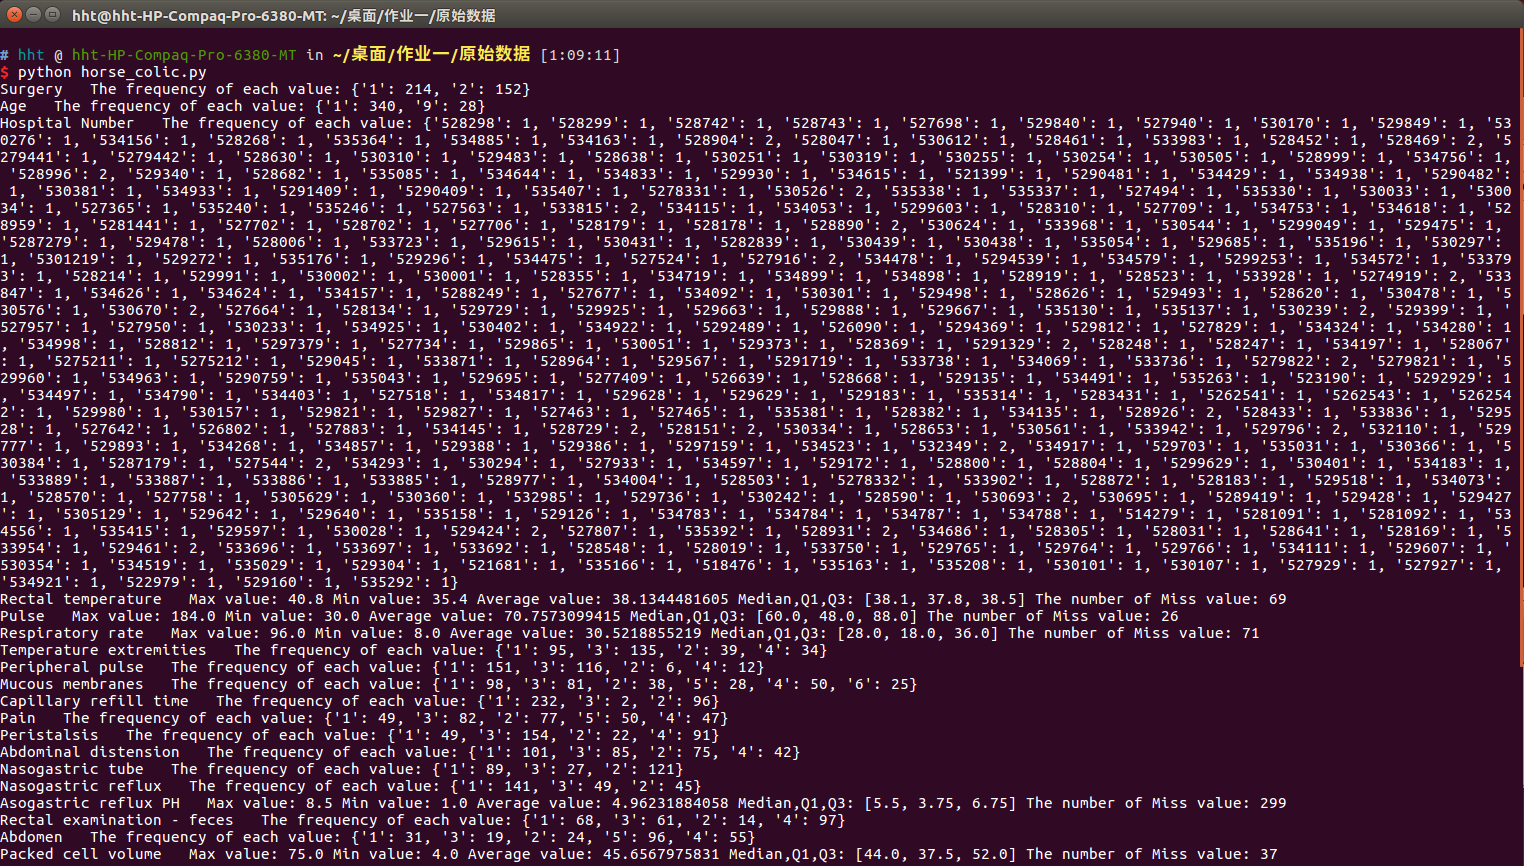 hht@hht-HP-Compaq-Pro-6380-MT: ~/桌面/作业一/原始数据
# hht @ hht-HP-Compaq-Pro-6380-MT in ~/桌面/作业一/原始数据 [1:09:11]
$ python horse_colic.py
Surgery   The frequency of each value: {'1': 214, '2': 152}
Age   The frequency of each value: {'1': 340, '9': 28}
Hospital Number   The frequency of each value: {'528298': 1, '528299': 1, '528742': 1, '528743': 1, '527698': 1, '529840': 1, '527940': 1, '530170': 1, '529849': 1, '53
0276': 1, '534156': 1, '528268': 1, '535364': 1, '534885': 1, '534163': 1, '528904': 2, '528047': 1, '530612': 1, '528461': 1, '533983': 1, '528452': 1, '528469': 2, '5
279441': 1, '5279442': 1, '528630': 1, '530310': 1, '529483': 1, '528638': 1, '530251': 1, '530319': 1, '530255': 1, '530254': 1, '530505': 1, '528999': 1, '534756': 1,
 '528996': 2, '529340': 1, '528682': 1, '535085': 1, '534644': 1, '534833': 1, '529930': 1, '534615': 1, '521399': 1, '5290481': 1, '534429': 1, '534938': 1, '5290482':
 1, '530381': 1, '534933': 1, '5291409': 1, '5290409': 1, '535407': 1, '5278331': 1, '530526': 2, '535338': 1, '535337': 1, '527494': 1, '535330': 1, '530033': 1, '5300
34': 1, '527365': 1, '535240': 1, '535246': 1, '527563': 1, '533815': 2, '534115': 1, '534053': 1, '5299603': 1, '528310': 1, '527709': 1, '534753': 1, '534618': 1, '52
8959': 1, '5281441': 1, '527702': 1, '528702': 1, '527706': 1, '528179': 1, '528178': 1, '528890': 2, '530624': 1, '533968': 1, '530544': 1, '5299049': 1, '529475': 1,
'5287279': 1, '529478': 1, '528006': 1, '533723': 1, '529615': 1, '530431': 1, '5282839': 1, '530439': 1, '530438': 1, '535054': 1, '529685': 1, '535196': 1, '530297':
1, '5301219': 1, '529272': 1, '535176': 1, '529296': 1, '534475': 1, '527524': 1, '527916': 2, '534478': 1, '5294539': 1, '534579': 1, '5299253': 1, '534572': 1, '53379
3': 1, '528214': 1, '529991': 1, '530002': 1, '530001': 1, '528355': 1, '534719': 1, '534899': 1, '534898': 1, '528919': 1, '528523': 1, '533928': 1, '5274919': 2, '533
847': 1, '534626': 1, '534624': 1, '534157': 1, '5288249': 1, '527677': 1, '534092': 1, '530301': 1, '529498': 1, '528626': 1, '529493': 1, '528620': 1, '530478': 1, '5
30576': 1, '530670': 2, '527664': 1, '528134': 1, '529729': 1, '529925': 1, '529663': 1, '529888': 1, '529667': 1, '535130': 1, '535137': 1, '530239': 2, '529399': 1, '
527957': 1, '527950': 1, '530233': 1, '534925': 1, '530402': 1, '534922': 1, '5292489': 1, '526090': 1, '5294369': 1, '529812': 1, '527829': 1, '534324': 1, '534280': 1
, '534998': 1, '528812': 1, '5297379': 1, '527734': 1, '529865': 1, '530051': 1, '529373': 1, '528369': 1, '5291329': 2, '528248': 1, '528247': 1, '534197': 1, '528067'
: 1, '5275211': 1, '5275212': 1, '529045': 1, '533871': 1, '528964': 1, '529567': 1, '5291719': 1, '533738': 1, '534069': 1, '533736': 1, '5279822': 2, '5279821': 1, '5
29960': 1, '534963': 1, '5290759': 1, '535043': 1, '529695': 1, '5277409': 1, '526639': 1, '528668': 1, '529135': 1, '534491': 1, '535263': 1, '523190': 1, '5292929': 1
, '534497': 1, '534790': 1, '534403': 1, '527518': 1, '534817': 1, '529628': 1, '529629': 1, '529183': 1, '535314': 1, '5283431': 1, '5262541': 1, '5262543': 1, '526254
2': 1, '529980': 1, '530157': 1, '529821': 1, '529827': 1, '527463': 1, '527465': 1, '535381': 1, '528382': 1, '534135': 1, '528926': 2, '528433': 1, '533836': 1, '5295
28': 1, '527642': 1, '526802': 1, '527883': 1, '534145': 1, '528729': 2, '528151': 2, '530334': 1, '528653': 1, '530561': 1, '533942': 1, '529796': 2, '532110': 1, '529
777': 1, '529893': 1, '534268': 1, '534857': 1, '529388': 1, '529386': 1, '5297159': 1, '534523': 1, '532349': 2, '534917': 1, '529703': 1, '535031': 1, '530366': 1, '5
30384': 1, '5287179': 1, '527544': 2, '534293': 1, '530294': 1, '527933': 1, '534597': 1, '529172': 1, '528800': 1, '528804': 1, '5299629': 1, '530401': 1, '534183': 1,
 '533889': 1, '533887': 1, '533886': 1, '533885': 1, '528977': 1, '534004': 1, '528503': 1, '5278332': 1, '533902': 1, '528872': 1, '528183': 1, '529518': 1, '534073':
1, '528570': 1, '527758': 1, '5305629': 1, '530360': 1, '532985': 1, '529736': 1, '530242': 1, '528590': 1, '530693': 2, '530695': 1, '5289419': 1, '529428': 1, '529427
': 1, '5305129': 1, '529642': 1, '529640': 1, '535158': 1, '529126': 1, '534783': 1, '534784': 1, '534787': 1, '534788': 1, '514279': 1, '5281091': 1, '5281092': 1, '53
4556': 1, '535415': 1, '529597': 1, '530028': 1, '529424': 2, '527807': 1, '535392': 1, '528931': 2, '534686': 1, '528305': 1, '528031': 1, '528641': 1, '528169': 1, '5
33954': 1, '529461': 2, '533696': 1, '533697': 1, '533692': 1, '528548': 1, '528019': 1, '533750': 1, '529765': 1, '529764': 1, '529766': 1, '534111': 1, '529607': 1, '
530354': 1, '534519': 1, '535029': 1, '529304': 1, '521681': 1, '535166': 1, '518476': 1, '535163': 1, '535208': 1, '530101': 1, '530107': 1, '527929': 1, '527927': 1,
'534921': 1, '522979': 1, '529160': 1, '535292': 1}
Rectal temperature   Max value: 40.8 Min value: 35.4 Average value: 38.1344481605 Median,Q1,Q3: [38.1, 37.8, 38.5] The number of Miss value: 69
Pulse   Max value: 184.0 Min value: 30.0 Average value: 70.7573099415 Median,Q1,Q3: [60.0, 48.0, 88.0] The number of Miss value: 26
Respiratory rate   Max value: 96.0 Min value: 8.0 Average value: 30.5218855219 Median,Q1,Q3: [28.0, 18.0, 36.0] The number of Miss value: 71
Temperature extremities   The frequency of each value: {'1': 95, '3': 135, '2': 39, '4': 34}
Peripheral pulse   The frequency of each value: {'1': 151, '3': 116, '2': 6, '4': 12}
Mucous membranes   The frequency of each value: {'1': 98, '3': 81, '2': 38, '5': 28, '4': 50, '6': 25}
Capillary refill time   The frequency of each value: {'1': 232, '3': 2, '2': 96}
Pain   The frequency of each value: {'1': 49, '3': 82, '2': 77, '5': 50, '4': 47}
Peristalsis   The frequency of each value: {'1': 49, '3': 154, '2': 22, '4': 91}
Abdominal distension   The frequency of each value: {'1': 101, '3': 85, '2': 75, '4': 42}
Nasogastric tube   The frequency of each value: {'1': 89, '3': 27, '2': 121}
Nasogastric reflux   The frequency of each value: {'1': 141, '3': 49, '2': 45}
Asogastric reflux PH   Max value: 8.5 Min value: 1.0 Average value: 4.96231884058 Median,Q1,Q3: [5.5, 3.75, 6.75] The number of Miss value: 299
Rectal examination - feces   The frequency of each value: {'1': 68, '3': 61, '2': 14, '4': 97}
Abdomen   The frequency of each value: {'1': 31, '3': 19, '2': 24, '5': 96, '4': 55}
Packed cell volume   Max value: 75.0 Min value: 4.0 Average value: 45.6567975831 Median,Q1,Q3: [44.0, 37.5, 52.0] The number of Miss value: 37